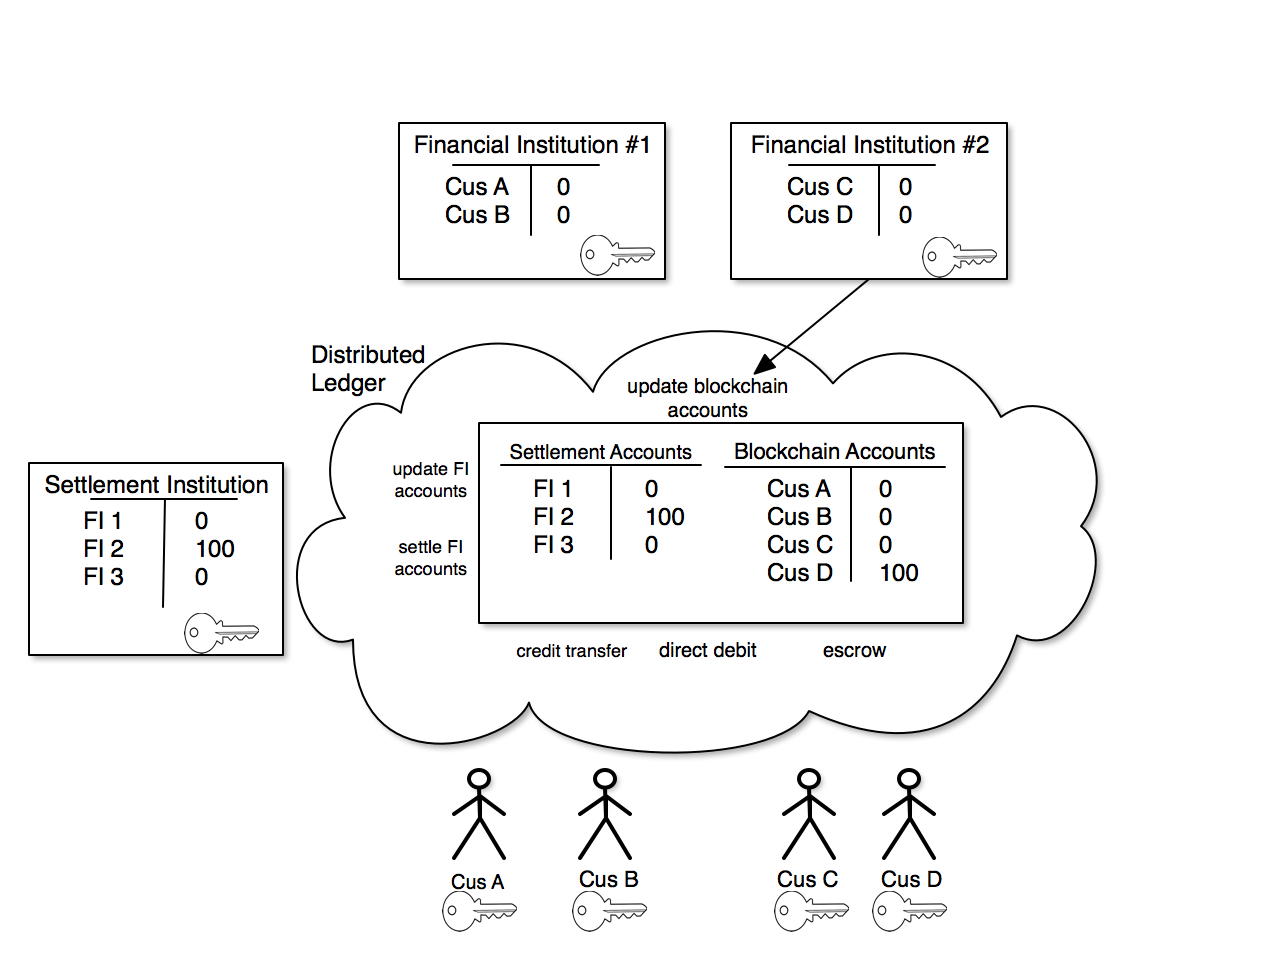 Financial Institution #1
Cus A 0
Cus B 0
Financial Institution #2
Cus C 0
Cus D 0
Distributed
Ledger
update blockchain
accounts
Settlement Institution
FI 1 0
FI 2 100
FI 3 0
update FI
accounts
settle FI
accounts
Settlement Accounts
FI 1 0
FI 2 100
FI 3 0
Blockchain Accounts
Cus A 0
Cus B 0
Cus C 0
Cus D 100
credit transfer
direct debit
escrow
Cus A
Cus B
Cus C
Cus D